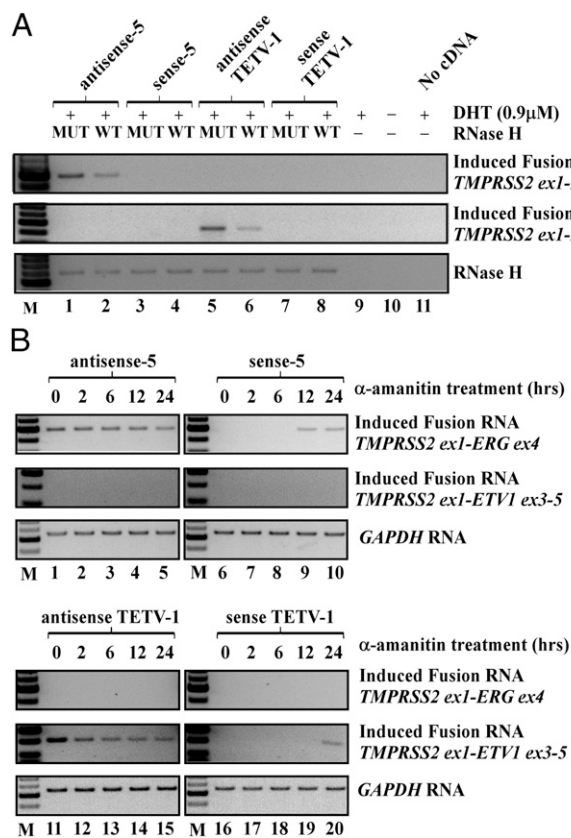 A
antisense-5 sense-5 antisense TETV-1 sense TETV-1 No cDNA
+ + + + + + + + + – + DHT (0.9µM)
MUT WT MUT WT MUT WT MUT WT – – – RNase H
Induced Fusion
TMPRSS2 ex1-
Induced Fusion
TMPRSS2 ex1-
RNase H
M 1 2 3 4 5 6 7 8 9 10 11
B
antisense-5 sense-5
0 2 6 12 24 0 2 6 12 24 α-amanitin treatment (hrs)
Induced Fusion RNA
TMPRSS2 ex1-ERG ex4
Induced Fusion RNA
TMPRSS2 ex1-ETV1 ex3-5
GAPDH RNA
M 1 2 3 4 5 M 6 7 8 9 10
antisense TETV-1 sense TETV-1
0 2 6 12 24 0 2 6 12 24 α-amanitin treatment (hrs)
Induced Fusion RNA
TMPRSS2 ex1-ERG ex4
Induced Fusion RNA
TMPRSS2 ex1-ETV1 ex3-5
GAPDH RNA
M 11 12 13 14 15 M 16 17 18 19 20